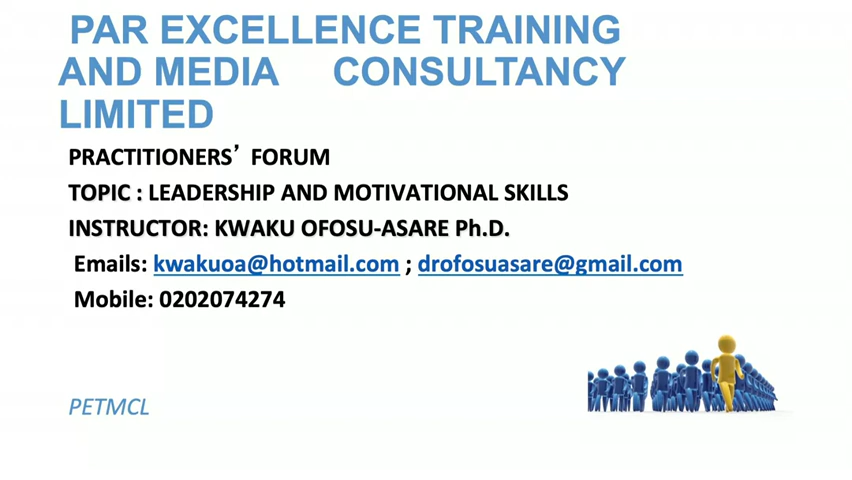 PAR EXCELLENCE TRAINING
AND MEDIA CONSULTANCY
LIMITED
PRACTITIONERS’ FORUM
TOPIC : LEADERSHIP AND MOTIVATIONAL SKILLS
INSTRUCTOR: KWAKU OFOSU-ASARE Ph.D.
Emails: kwakuoa@hotmail.com ; drofosuasare@gmail.com
Mobile: 0202074274
PETMCL